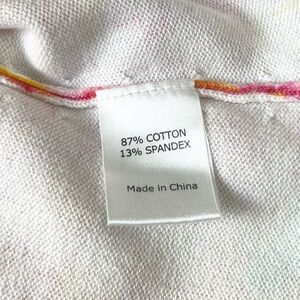 87% COTTON
13% SPANDEX
Made in China